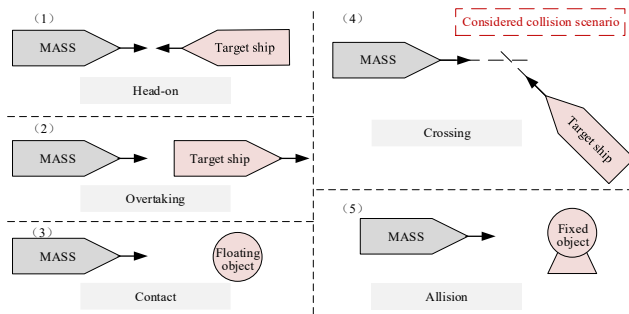 (1)
MASS
Target ship
Head-on
(2)
MASS
Target ship
Overtaking
(3)
MASS
Floating
object
Contact
(4)
Considered collision scenario
MASS
Target ship
Crossing
(5)
MASS
Fixed
object
Allision